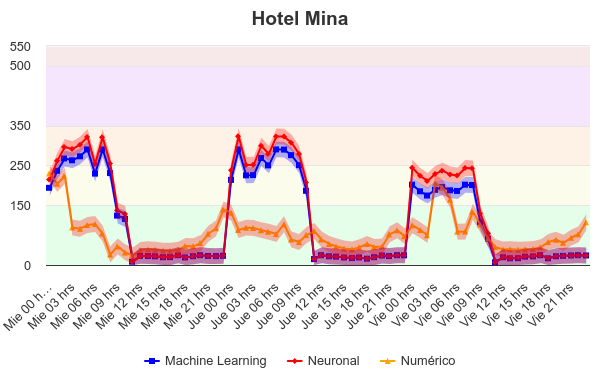 Hotel Mina
550
500
350
250
150
0
Mie 00 h...
Mie 03 hrs
Mie 06 hrs
Mie 09 hrs
Mie 12 hrs
Mie 15 hrs
Mie 18 hrs
Mie 21 hrs
Jue 00 hrs
Jue 03 hrs
Jue 06 hrs
Jue 09 hrs
Jue 12 hrs
Jue 15 hrs
Jue 18 hrs
Jue 21 hrs
Vie 00 hrs
Vie 03 hrs
Vie 06 hrs
Vie 09 hrs
Vie 12 hrs
Vie 15 hrs
Vie 18 hrs
Vie 21 hrs
Machine Learning Neuronal Numérico